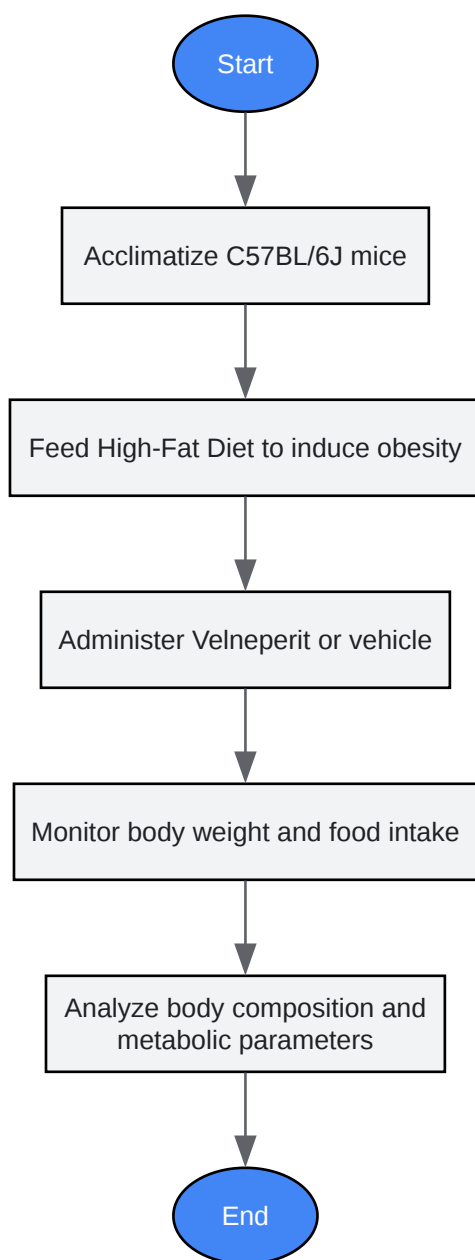 Start
Acclimatize C57BL/6J mice
Feed High-Fat Diet to induce obesity
Administer Velneperit or vehicle
Monitor body weight and food intake
Analyze body composition and
metabolic parameters
End